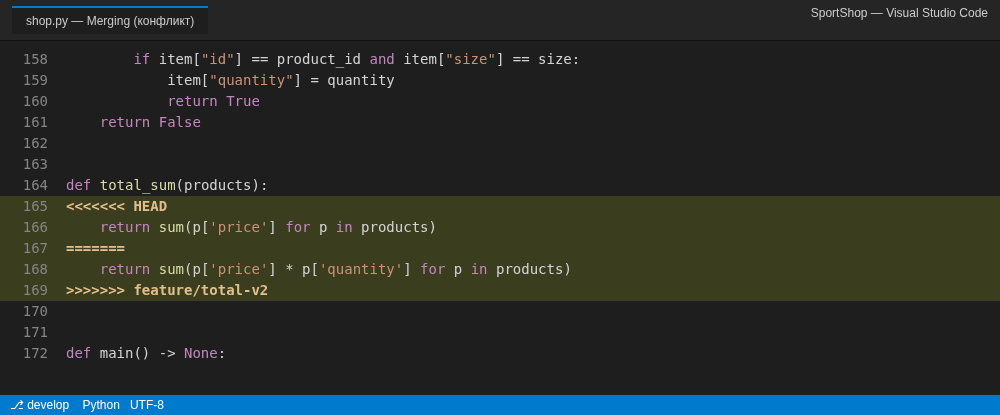 shop.py — Merging (конфликт)
SportShop — Visual Studio Code
158         if item["id"] == product_id and item["size"] == size:
159             item["quantity"] = quantity
160             return True
161     return False
162
163
164 def total_sum(products):
165 <<<<<<< HEAD
166     return sum(p['price'] for p in products)
167 =======
168     return sum(p['price'] * p['quantity'] for p in products)
169 >>>>>>> feature/total-v2
170
171
172 def main() -> None:
⎇ develop Python UTF-8